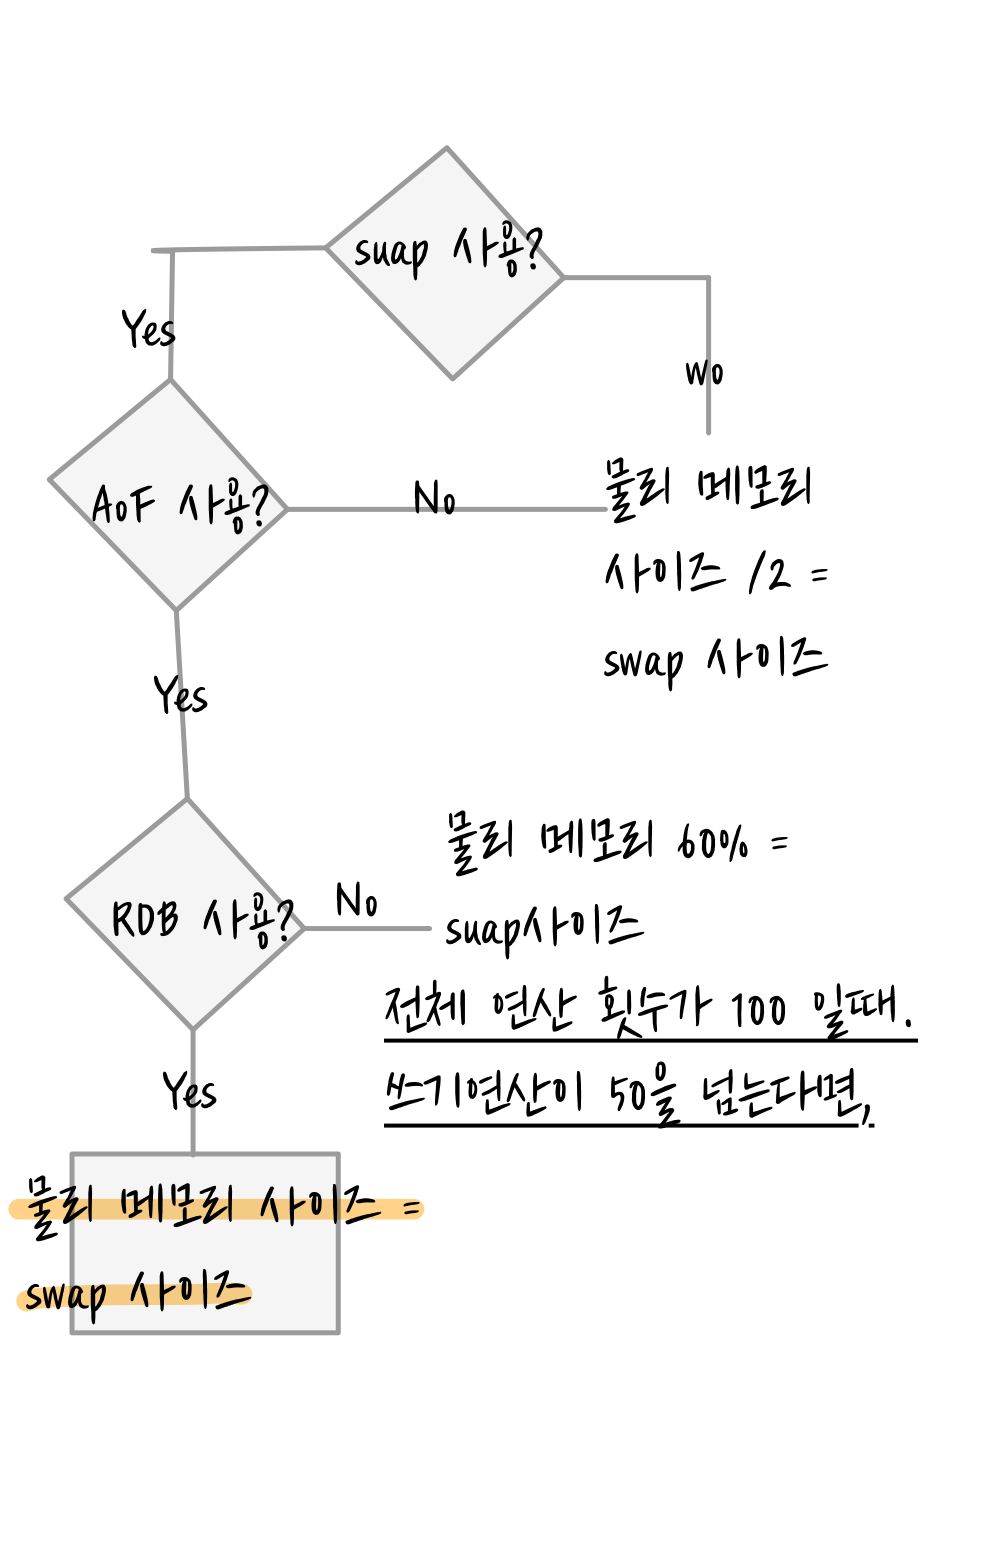 suap 사용?
Yes
wo
AoF 사용?
No
물리 메모리
사이즈 /2 =
swap 사이즈
Yes
물리 메모리 60% =
suap사이즈
RDB 사용?
No
전체 연산 횟수가 100 일때.
쓰기연산이 50을 넘는다면,
Yes
물리 메모리 사이즈 =
swap 사이즈